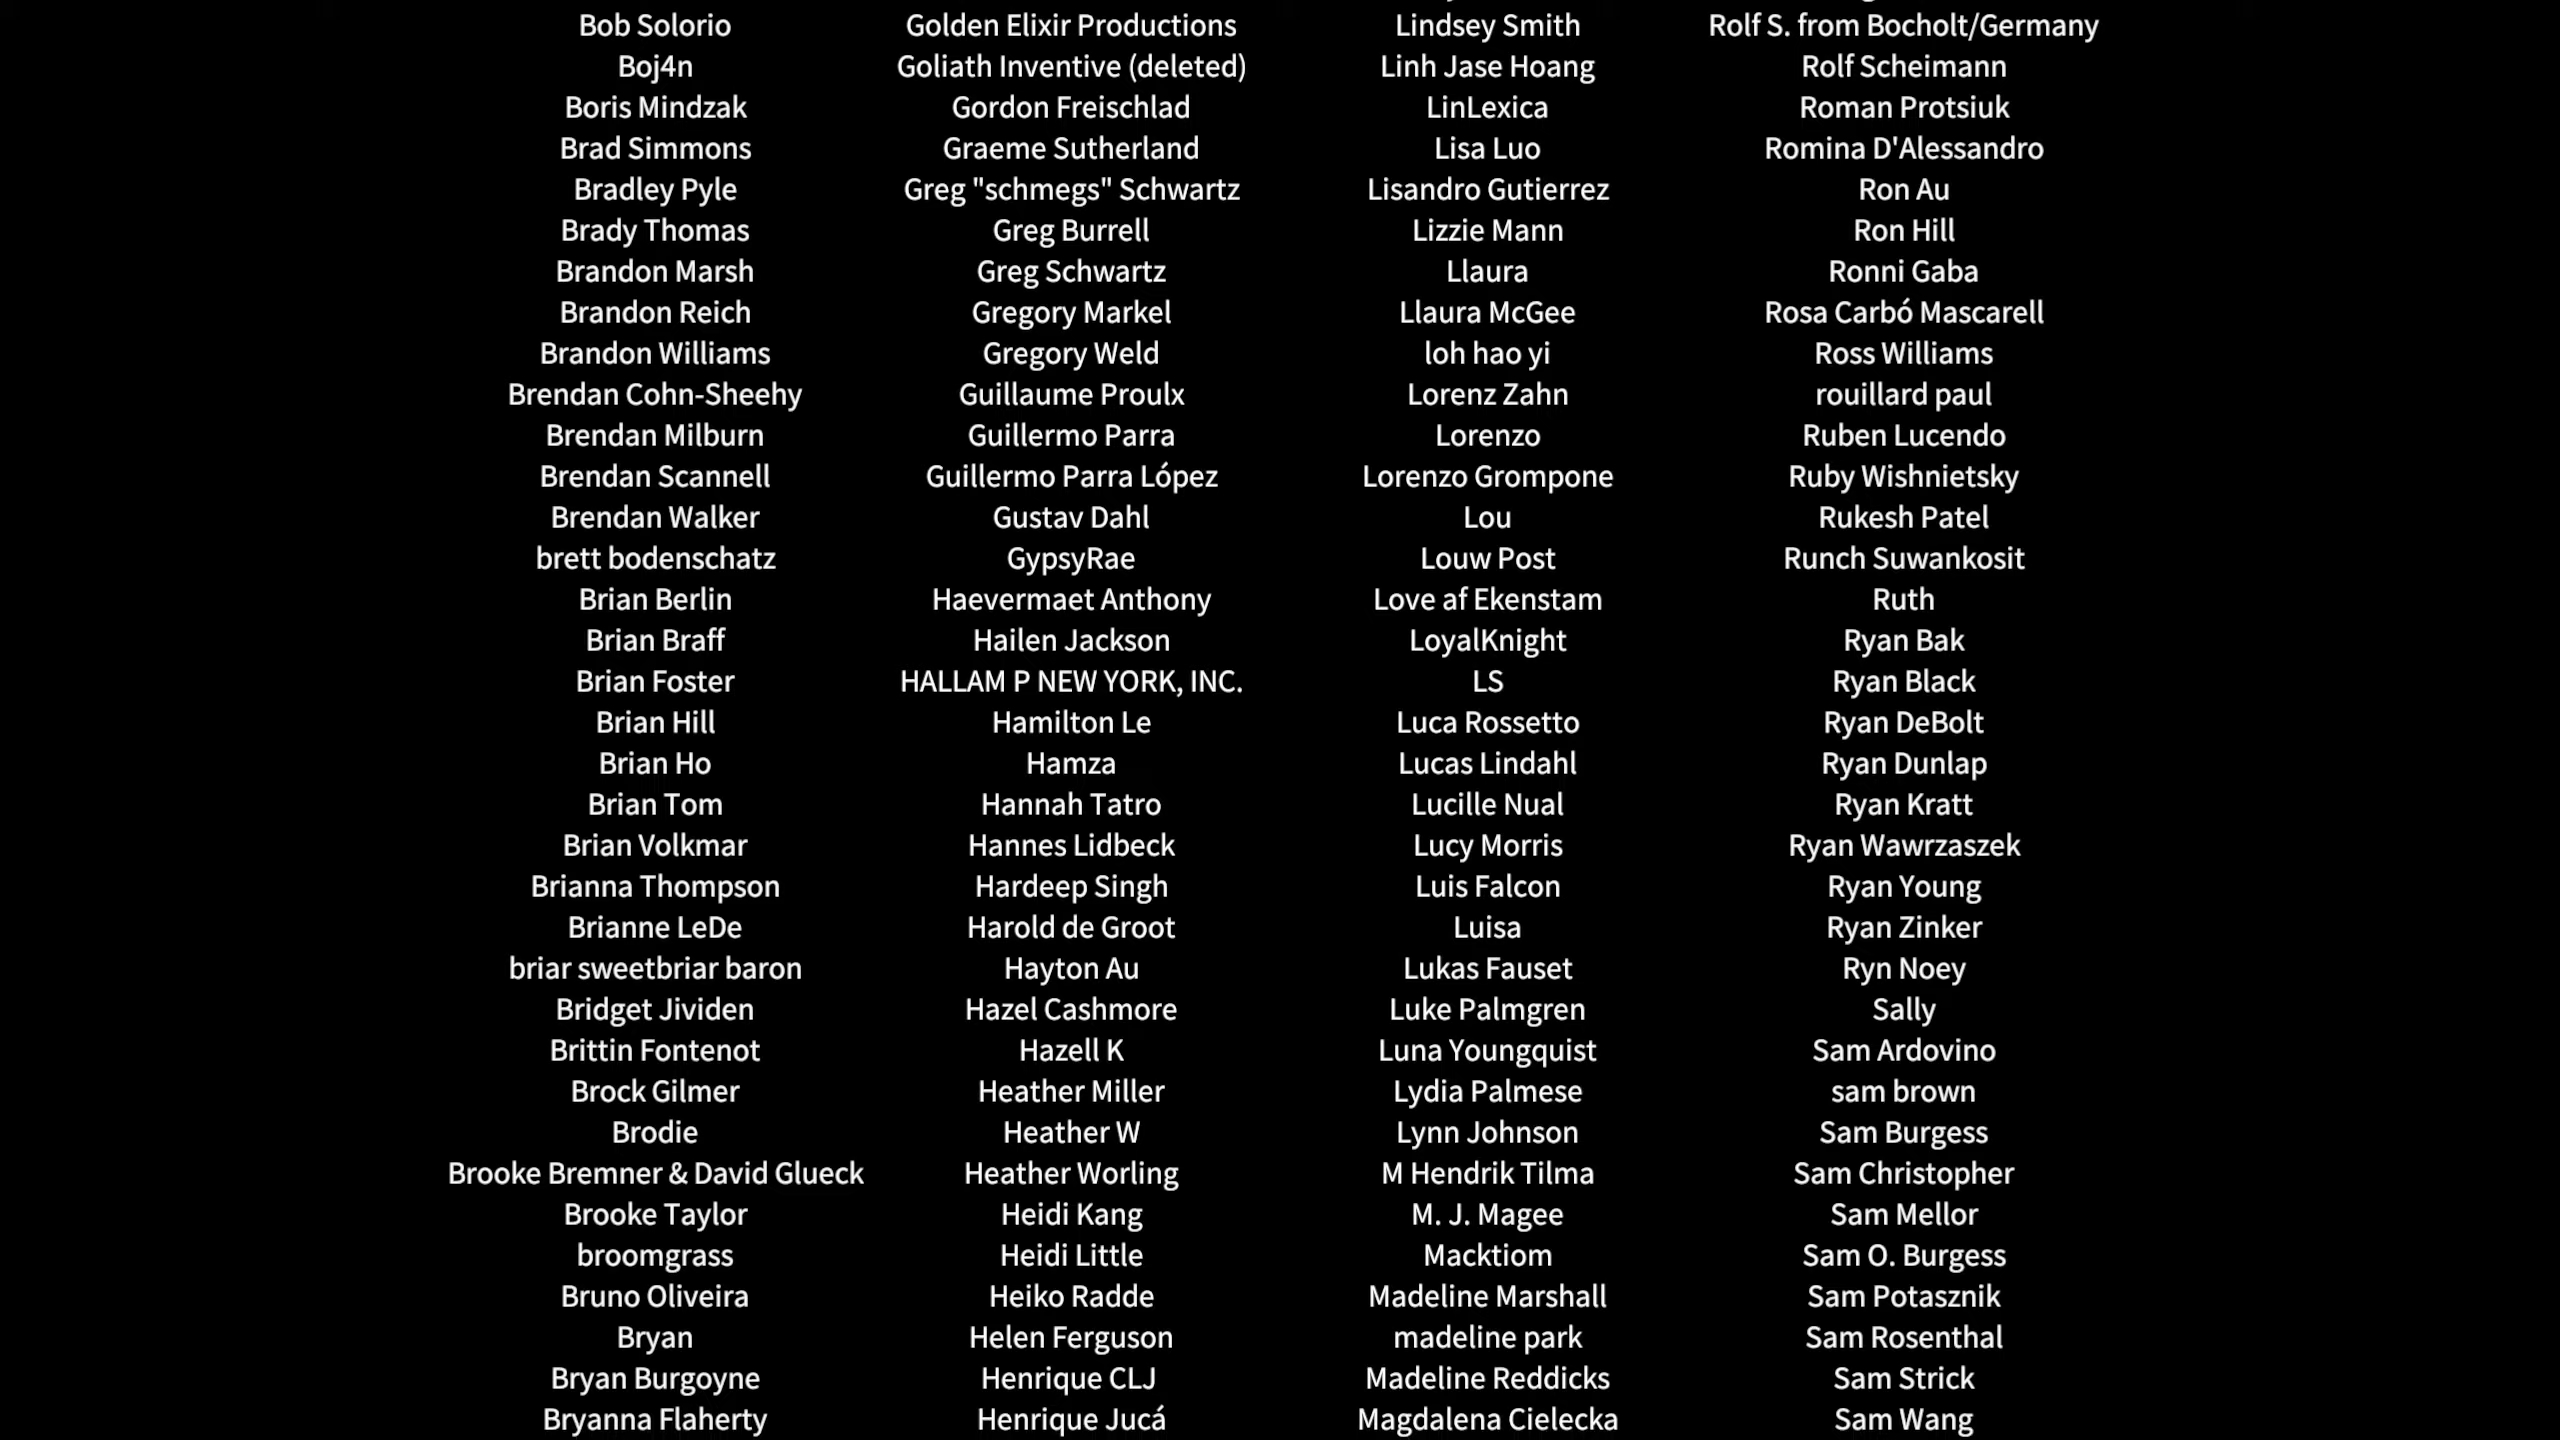 Bob Solorio
Boj4n
Boris Mindzak
Brad Simmons
Bradley Pyle
Brady Thomas
Brandon Marsh
Brandon Reich
Brandon Williams
Brendan Cohn-Sheehy
Brendan Milburn
Brendan Scannell
Brendan Walker
brett bodenschatz
Brian Berlin
Brian Braff
Brian Foster
Brian Hill
Brian Ho
Brian Tom
Brian Volkmar
Brianna Thompson
Brianne LeDe
briar sweetbriar baron
Bridget Jividen
Brittin Fontenot
Brock Gilmer
Brodie
Brooke Bremner & David Glueck
Brooke Taylor
broomgrass
Bruno Oliveira
Bryan
Bryan Burgoyne
Bryanna Flaherty
Golden Elixir Productions
Goliath Inventive (deleted)
Gordon Freischlad
Graeme Sutherland
Greg "schmegs" Schwartz
Greg Burrell
Greg Schwartz
Gregory Markel
Gregory Weld
Guillaume Proulx
Guillermo Parra
Guillermo Parra López
Gustav Dahl
GypsyRae
Haevermaet Anthony
Hailen Jackson
HALLAM P NEW YORK, INC.
Hamilton Le
Hamza
Hannah Tatro
Hannes Lidbeck
Hardeep Singh
Harold de Groot
Hayton Au
Hazel Cashmore
Hazell K
Heather Miller
Heather W
Heather Worling
Heidi Kang
Heidi Little
Heiko Radde
Helen Ferguson
Henrique CLJ
Henrique Jucá
Lindsey Smith
Linh Jase Hoang
LinLexica
Lisa Luo
Lisandro Gutierrez
Lizzie Mann
Llaura
Llaura McGee
loh hao yi
Lorenz Zahn
Lorenzo
Lorenzo Grompone
Lou
Louw Post
Love af Ekenstam
LoyalKnight
LS
Luca Rossetto
Lucas Lindahl
Lucille Nual
Lucy Morris
Luis Falcon
Luisa
Lukas Fauset
Luke Palmgren
Luna Youngquist
Lydia Palmese
Lynn Johnson
M Hendrik Tilma
M. J. Magee
Macktiom
Madeline Marshall
madeline park
Madeline Reddicks
Magdalena Cielecka
Rolf S. from Bocholt/Germany
Rolf Scheimann
Roman Protsiuk
Romina D'Alessandro
Ron Au
Ron Hill
Ronni Gaba
Rosa Carbó Mascarell
Ross Williams
rouillard paul
Ruben Lucendo
Ruby Wishnietsky
Rukesh Patel
Runch Suwankosit
Ruth
Ryan Bak
Ryan Black
Ryan DeBolt
Ryan Dunlap
Ryan Kratt
Ryan Wawrzaszek
Ryan Young
Ryan Zinker
Ryn Noey
Sally
Sam Ardovino
sam brown
Sam Burgess
Sam Christopher
Sam Mellor
Sam O. Burgess
Sam Potasznik
Sam Rosenthal
Sam Strick
Sam Wang